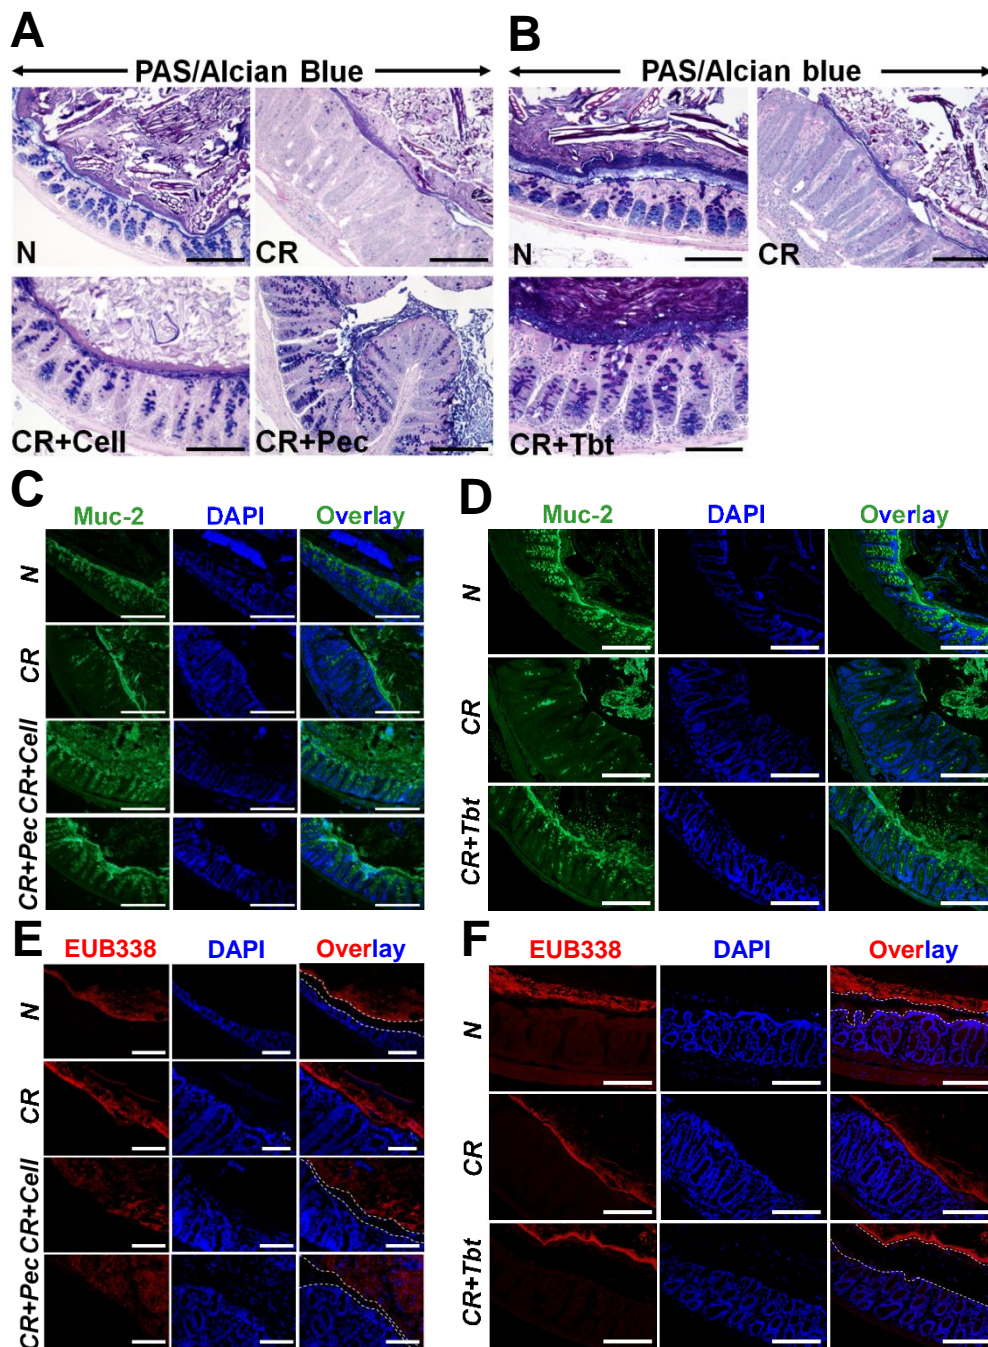 A
B
PAS/Alcian Blue
PAS/Alcian blue
N
CR
N
CR
CR+Cell
CR+Pec
CR+Tbt
C
D
Muc-2 DAPI Overlay
Muc-2 DAPI Overlay
N
CR
CR+Cell
CR+Pec
N
CR
CR+Tbt
E
F
EUB338 DAPI Overlay
EUB338 DAPI Overlay
N
CR
CR+Cell
CR+Pec
N
CR
CR+Tbt